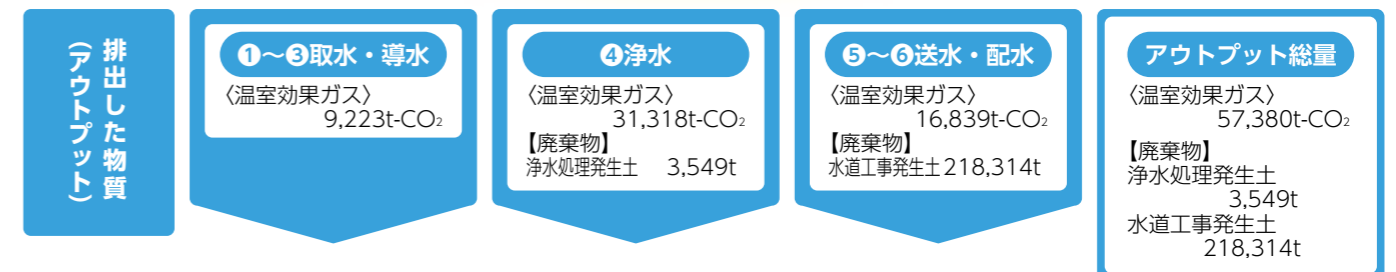 排出した物質
(アウトプット)
❶～❸取水・導水
〈温室効果ガス〉
9,223t-CO₂
❹浄水
〈温室効果ガス〉
31,318t-CO₂
【廃棄物】
浄水処理発生土 3,549t
❺～❻送水・配水
〈温室効果ガス〉
16,839t-CO₂
【廃棄物】
水道工事発生土218,314t
アウトプット総量
〈温室効果ガス〉
57,380t-CO₂
【廃棄物】
浄水処理発生土
3,549t
水道工事発生土
218,314t